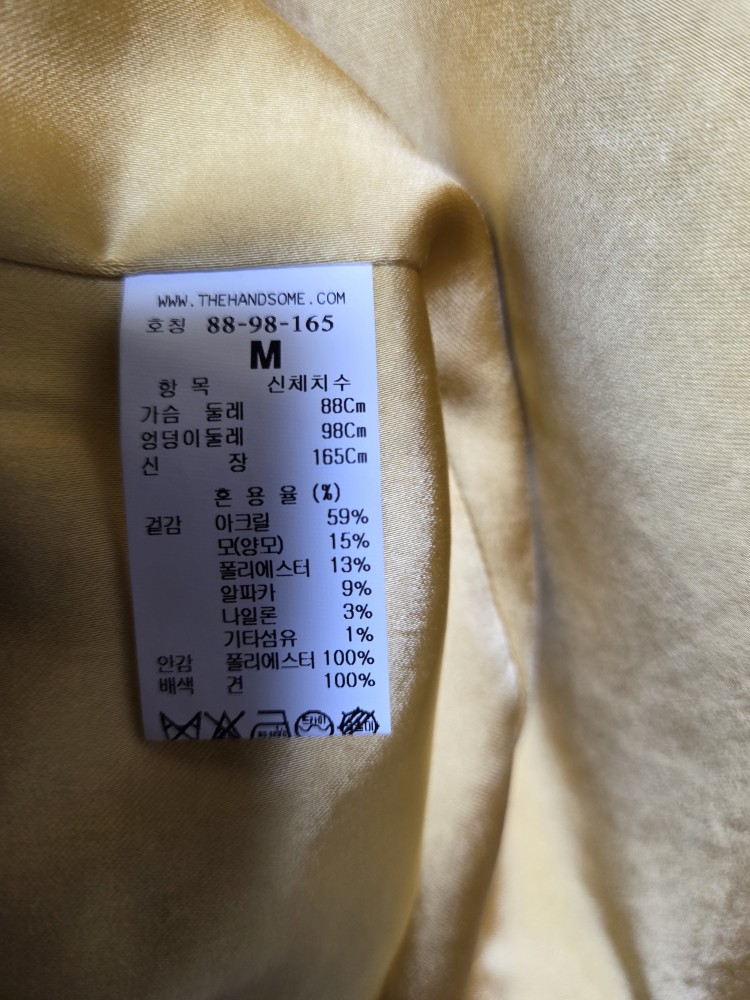 WWW.THEHANDSOME.COM
호칭 88-98-165
M
항 목 신체치수
가슴 둘레 88Cm
엉덩이둘레 98Cm
신 장 165Cm
혼 용 율 (%)
겉감 아크릴 59%
모(양모) 15%
폴리에스터 13%
알파카 9%
나일론 3%
기타섬유 1%
안감 폴리에스터 100%
배색 견 100%
드라이